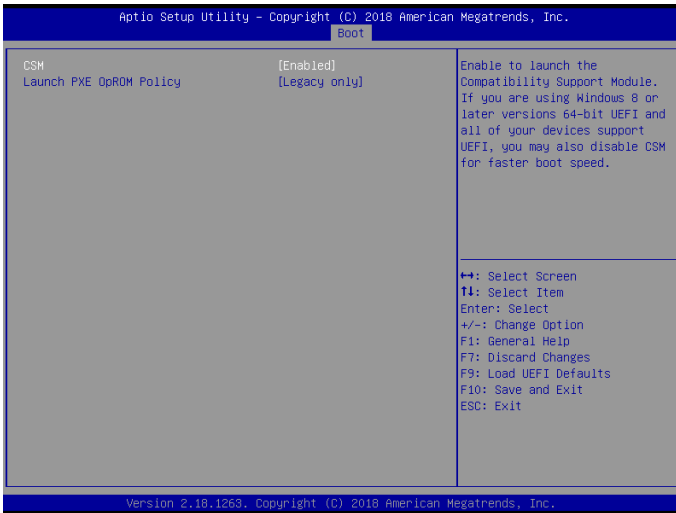 Aptio Setup Utility – Copyright (C) 2018 American Megatrends, Inc.
Boot
CSM [Enabled]
Launch PXE OpROM Policy [Legacy only]
Enable to launch the
Compatibility Support Module.
If you are using Windows 8 or
later versions 64-bit UEFI and
all of your devices support
UEFI, you may also disable CSM
for faster boot speed.
↔: Select Screen
↑↓: Select Item
Enter: Select
+/-: Change Option
F1: General Help
F7: Discard Changes
F9: Load UEFI Defaults
F10: Save and Exit
ESC: Exit
Version 2.18.1263. Copyright (C) 2018 American Megatrends, Inc.